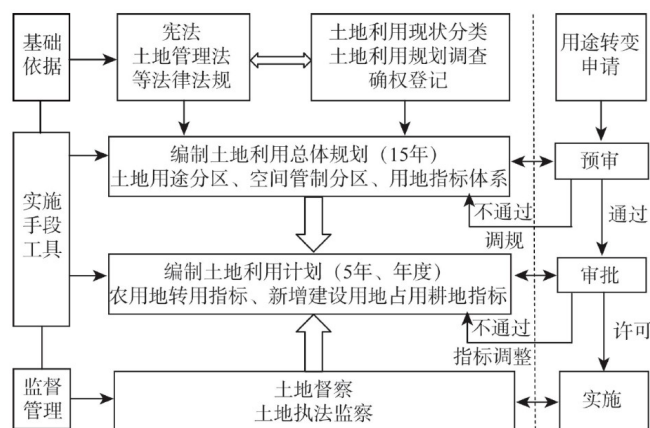 基础
依据
宪法
土地管理法
等法律法规
土地利用现状分类
土地利用规划调查
确权登记
用途转变
申请
实施
手段
工具
编制土地利用总体规划（15年）
土地用途分区、空间管制分区、用地指标体系
预审
不通过
调规
通过
编制土地利用计划（5年、年度）
农用地转用指标、新增建设用地占用耕地指标
审批
不通过
指标调整
许可
监督
管理
土地督察
土地执法监察
实施